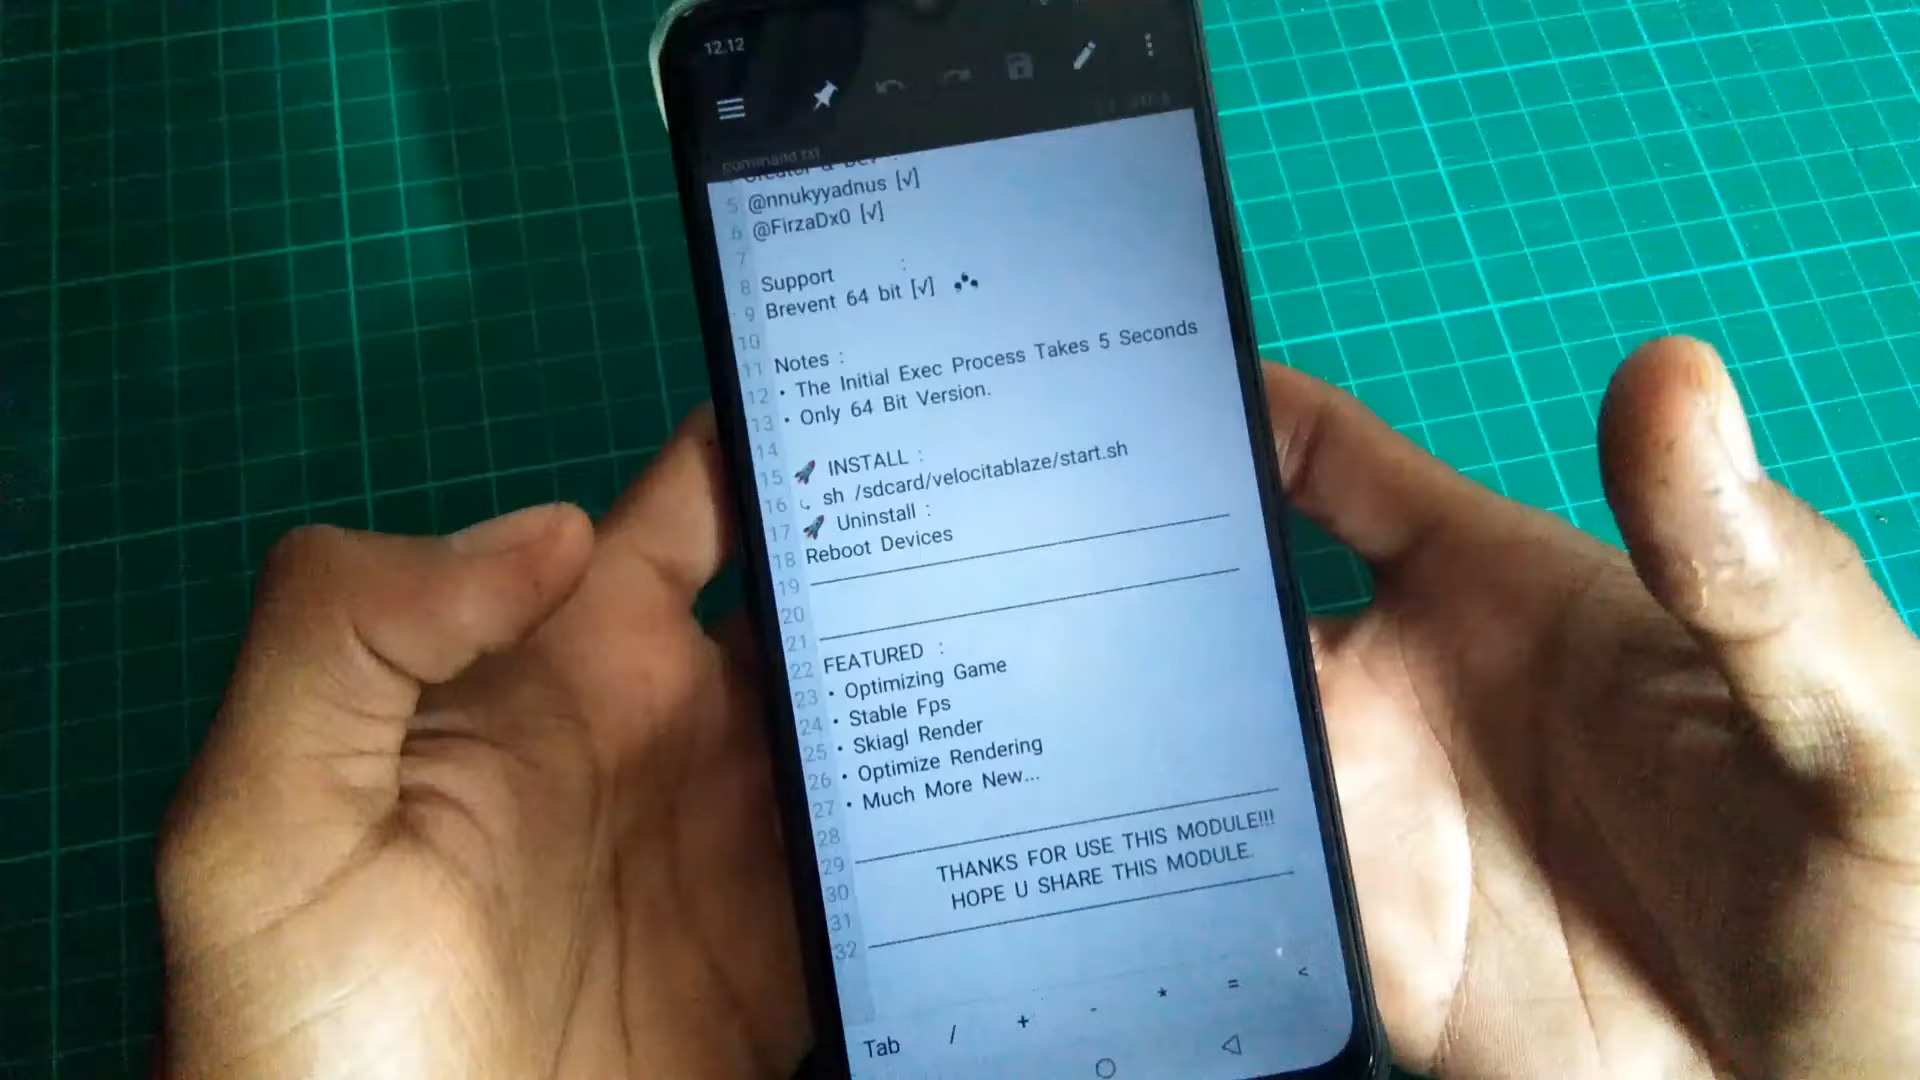 12.12
command.txt
Creator & Dev :
5 @nnukyyadnus [√]
6 @FirzaDx0 [√]
7
8 Support :
9 Brevent 64 bit [√]
10
11 Notes :
12 • The Initial Exec Process Takes 5 Seconds
13 • Only 64 Bit Version.
14
15 🚀 INSTALL :
16 ⤿ sh /sdcard/velocitablaze/start.sh
17 🚀 Uninstall :
18 Reboot Devices
19
20
21
22 FEATURED :
23 • Optimizing Game
24 • Stable Fps
25 • Skiagl Render
26 • Optimize Rendering
27 • Much More New...
28
29
30 THANKS FOR USE THIS MODULE!!!
31 HOPE U SHARE THIS MODULE.
32
Tab / + - * = <